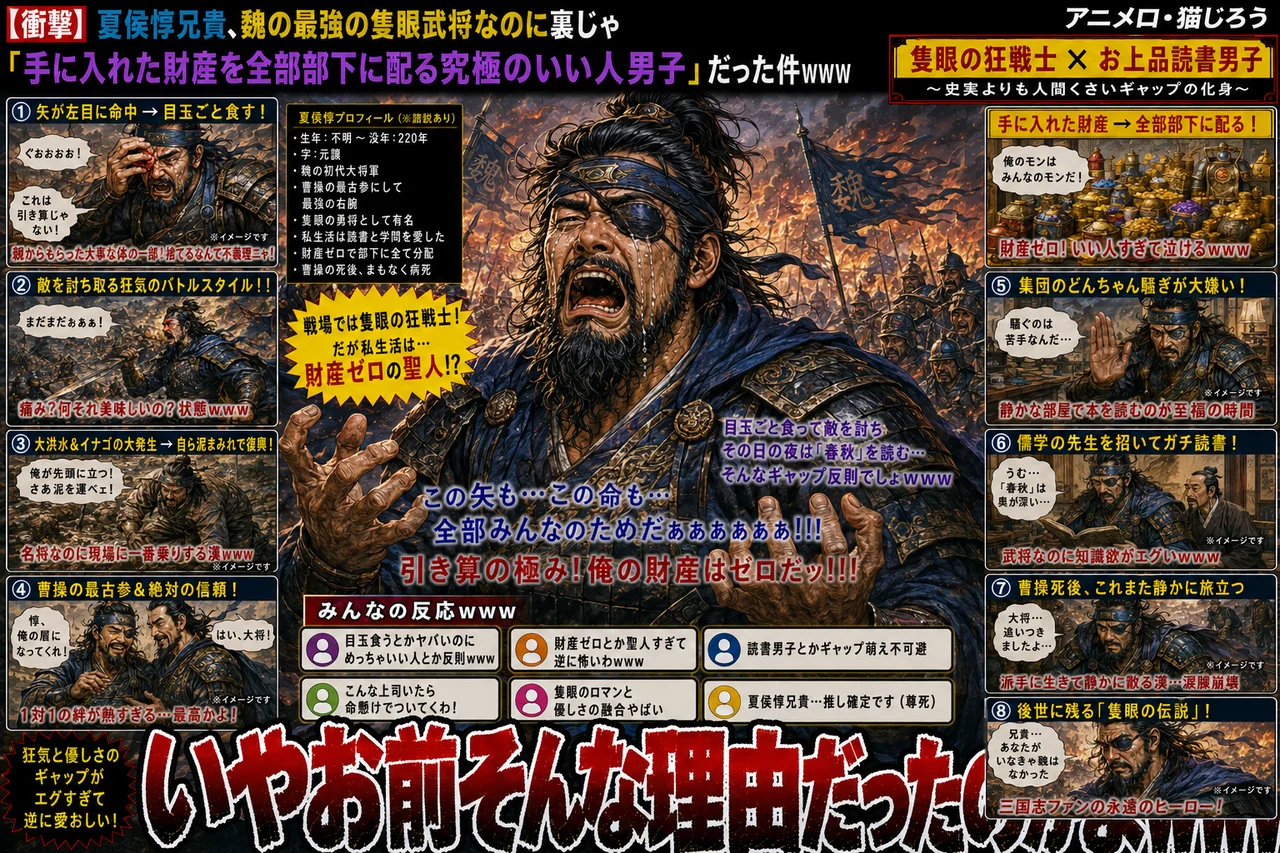 【衝撃】夏侯惇兄貴、魏の最強の隻眼武将なのに裏じゃ
「手に入れた財産を全部部下に配る究極のいい人男子」だった件www
アニメロ・猫じろう
隻眼の狂戦士 × お上品読書男子
～史実よりも人間くさいギャップの化身～
① 矢が左目に命中 → 目玉ごと食す！
ぐおおおお！
これは
引き算じゃ
ない！
※イメージです
親からもらった大事な体の一部！捨てるなんて不義理ニャ！
② 敵を討ち取る狂気のバトルスタイル！！
まだまだぉぁぁ！
痛み？何それ美味しいの？状態www
③ 大洪水&イナゴの大発生 → 自ら泥まみれで復興！
俺が先頭に立つ！
さあ泥を運べェ！
名将なのに現場に一番乗りする漢www
※イメージです
④ 曹操の最古参&絶対の信頼！
惇、
俺の盾に
なってくれ！
はい、大将！
※イメージです
1対1の絆が熱すぎる…最高かよ！
狂気と優しさの
ギャップが
エグすぎて
逆に愛おしい！
夏侯惇プロフィール（※諸説あり）
・生年：不明 ～ 没年：220年
・字：元譲
・魏の初代大将軍
・曹操の最古参にして
最強の右腕
・隻眼の勇将として有名
・私生活は読書と学問を愛した
・財産ゼロで部下に全て分配
・曹操の死後、まもなく病死
戦場では隻眼の狂戦士！
だが私生活は…
財産ゼロの聖人!?
魏
魏
目玉ごと食って敵を討ち
その日の夜は「春秋」を読む…
そんなギャップ反則でしょwww
この矢も…この命も…
全部みんなのためだぁぁぁぁぁぁ!!!
引き算の極み！俺の財産はゼロだッ!!!
みんなの反応www
目玉食うとかヤバいのに
めっちゃいい人とか反則www
財産ゼロとか聖人すぎて
逆に怖いわwww
読書男子とかギャップ萌え不可避
こんな上司いたら
命懸けでついてくわ！
隻眼のロマンと
優しさの融合やばい
夏侯惇兄貴…推し確定です（尊死）
手に入れた財産 → 全部部下に配る！
俺のモンは
みんなのモンだ！
財産ゼロ！いい人すぎて泣けるwww
⑤ 集団のどんちゃん騒ぎが大嫌い！
騒ぐのは
苦手なんだ…
※イメージです
静かな部屋で本を読むのが至福の時間
⑥ 儒学の先生を招いてガチ読書！
うむ…
「春秋」は
奥が深い…
※イメージです
武将なのに知識欲がエグいwww
⑦ 曹操死後、これまた静かに旅立つ
大将…
追いつき
ましたよ…
※イメージです
派手に生きて静かに散る漢…涙腺崩壊
⑧ 後世に残る「隻眼の伝説」！
兄貴…
あなたが
いなきゃ魏は
なかった
※イメージです
三国志ファンの永遠のヒーロー！
いやお前そんな理由だったの